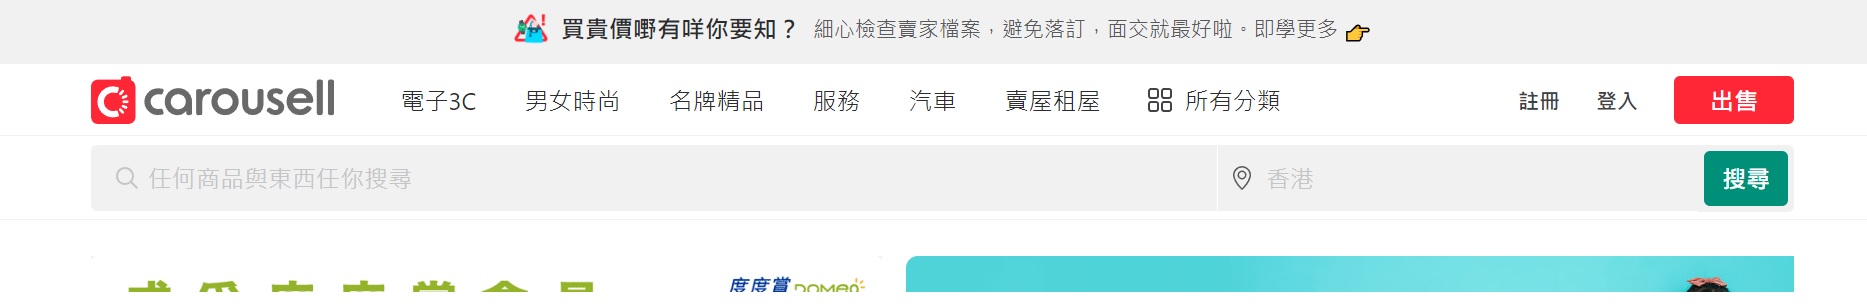 買貴價嘢有咩你要知？ 細心檢查賣家檔案，避免落訂，面交就最好啦。即學更多
carousell 電子3C 男女時尚 名牌精品 服務 汽車 賣屋租屋 所有分類 註冊 登入 出售
任何商品與東西任你搜尋 香港 搜尋
度度賞